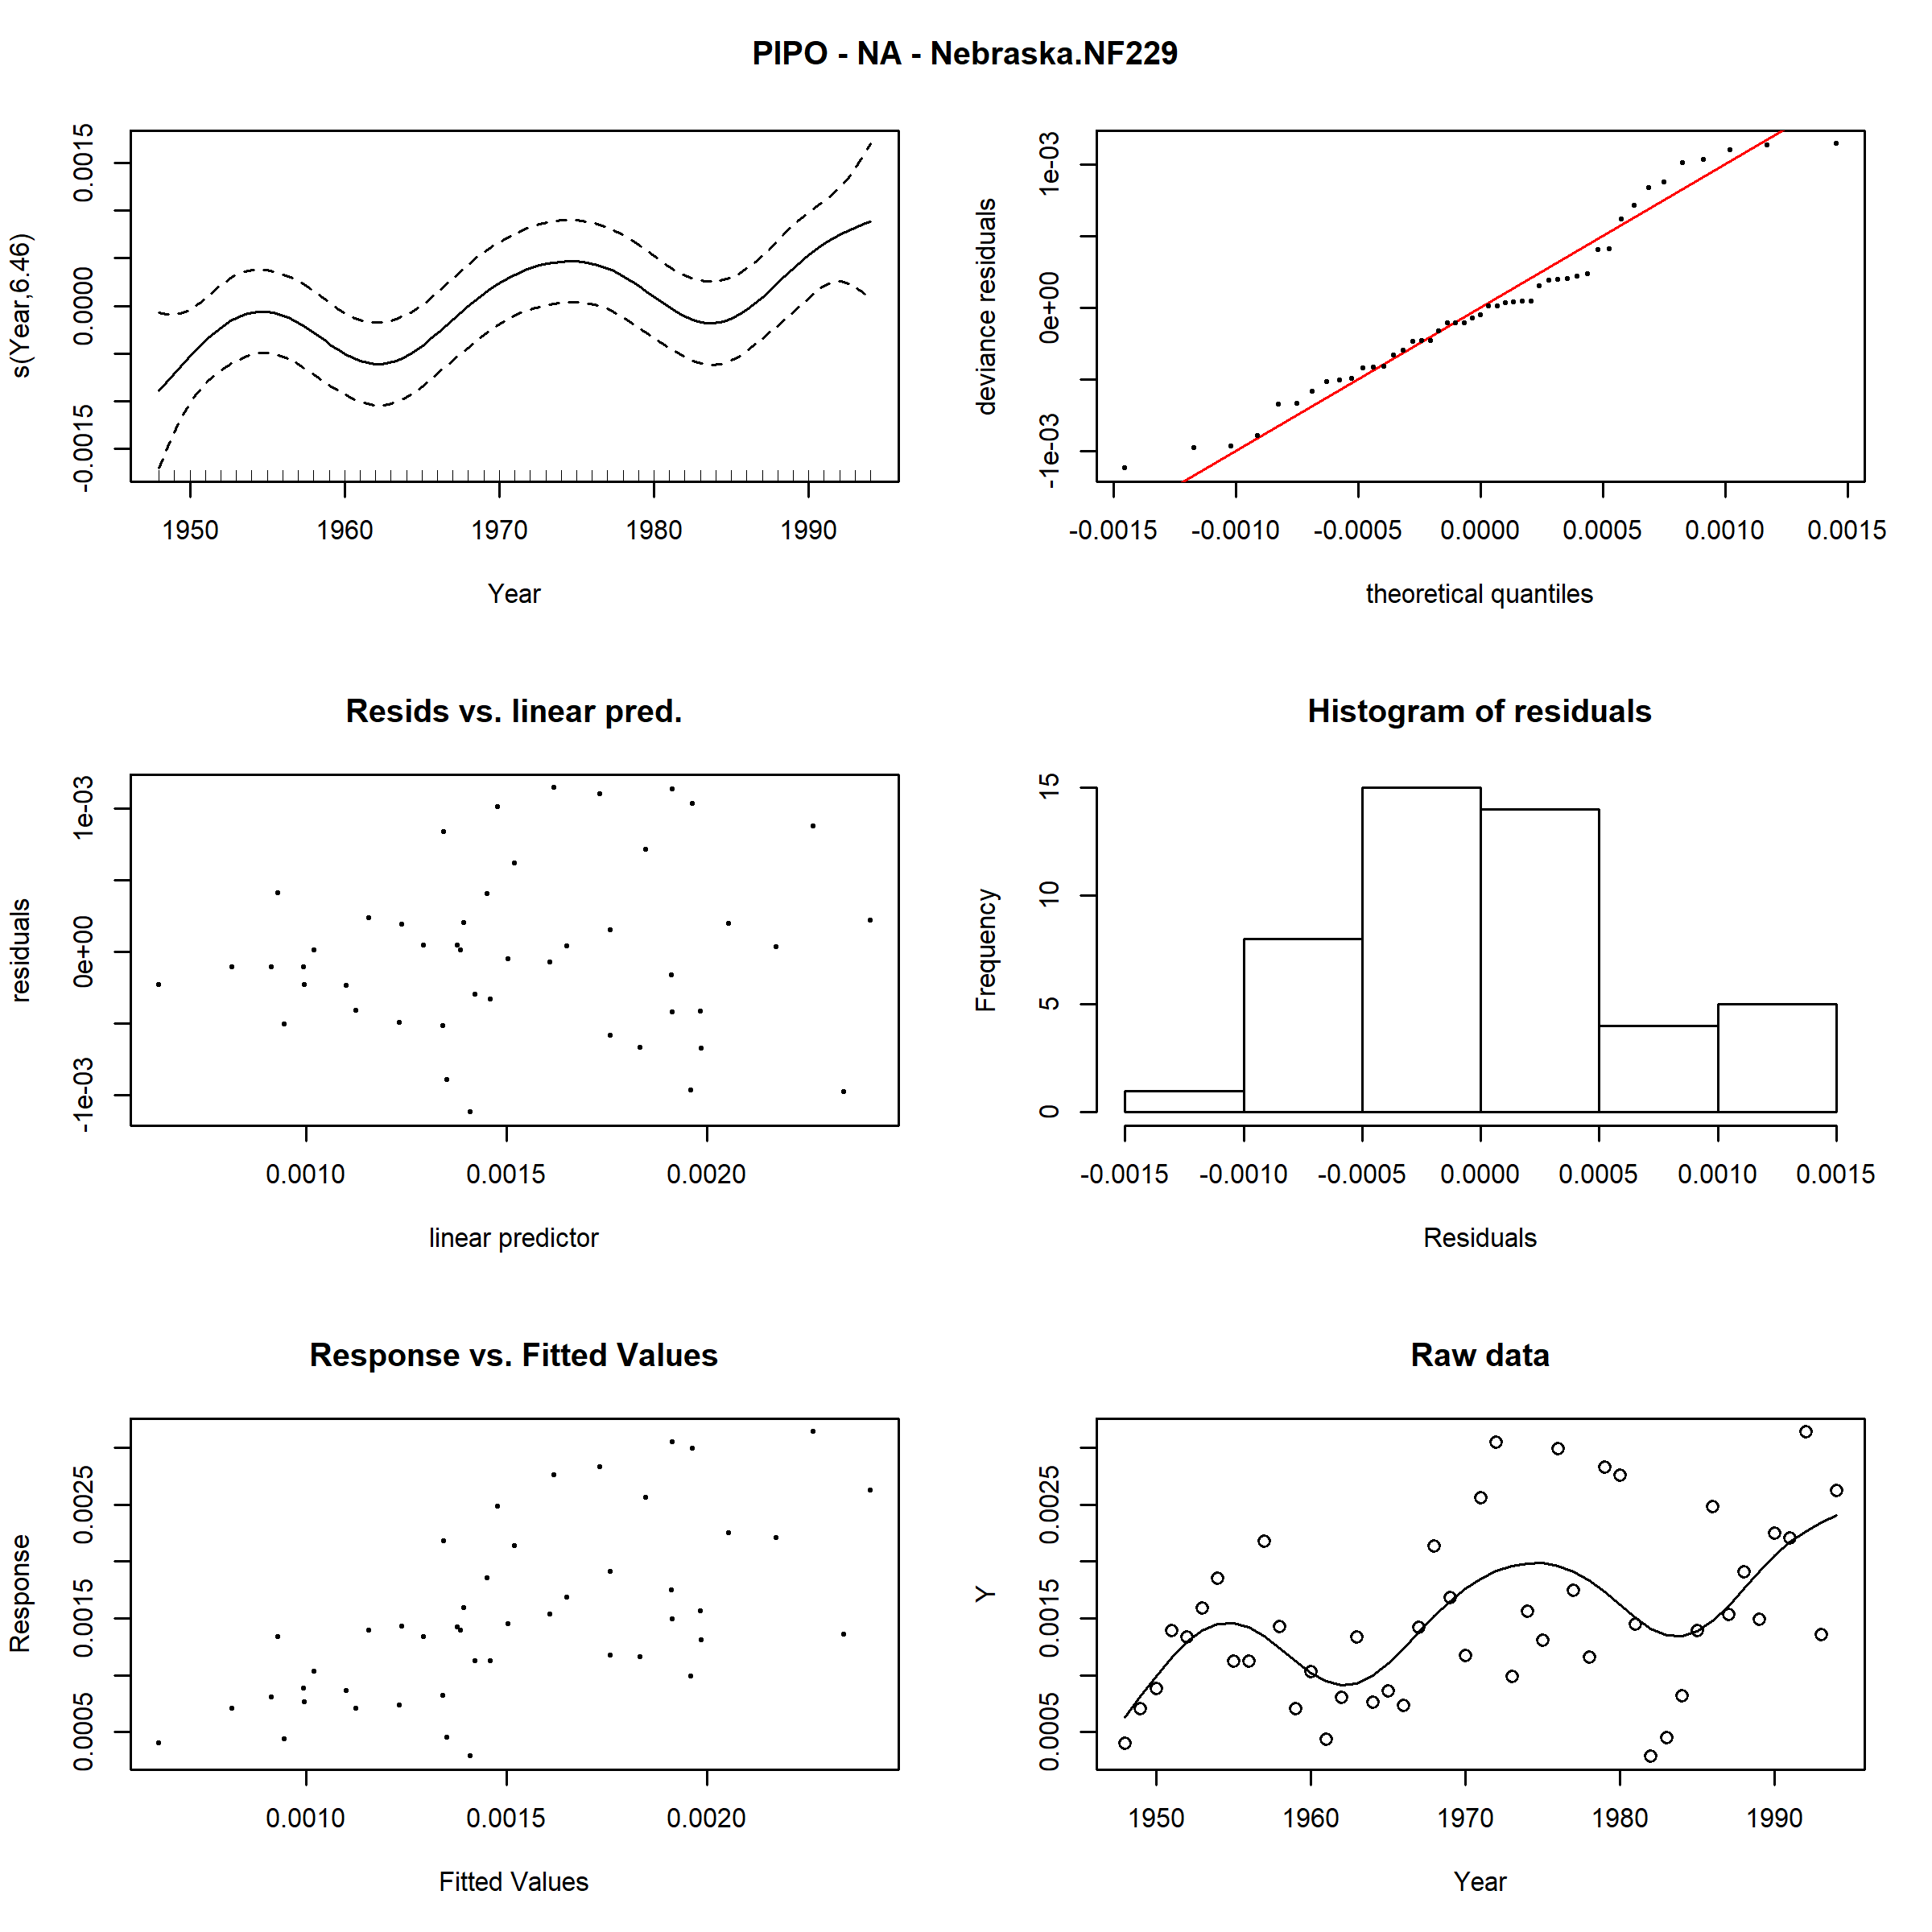 PIPO - NA - Nebraska.NF229
s(Year,6.46)
-0.0015 0.0000 0.0015
1950 1960 1970 1980 1990
Year
deviance residuals
-1e-03 0e+00 1e-03
-0.0015 -0.0010 -0.0005 0.0000 0.0005 0.0010 0.0015
theoretical quantiles
Resids vs. linear pred.
residuals
-1e-03 0e+00 1e-03
0.0010 0.0015 0.0020
linear predictor
Histogram of residuals
Frequency
0 5 10 15
-0.0015 -0.0010 -0.0005 0.0000 0.0005 0.0010 0.0015
Residuals
Response vs. Fitted Values
Response
0.0005 0.0015 0.0025
0.0010 0.0015 0.0020
Fitted Values
Raw data
Y
0.0005 0.0015 0.0025
1950 1960 1970 1980 1990
Year